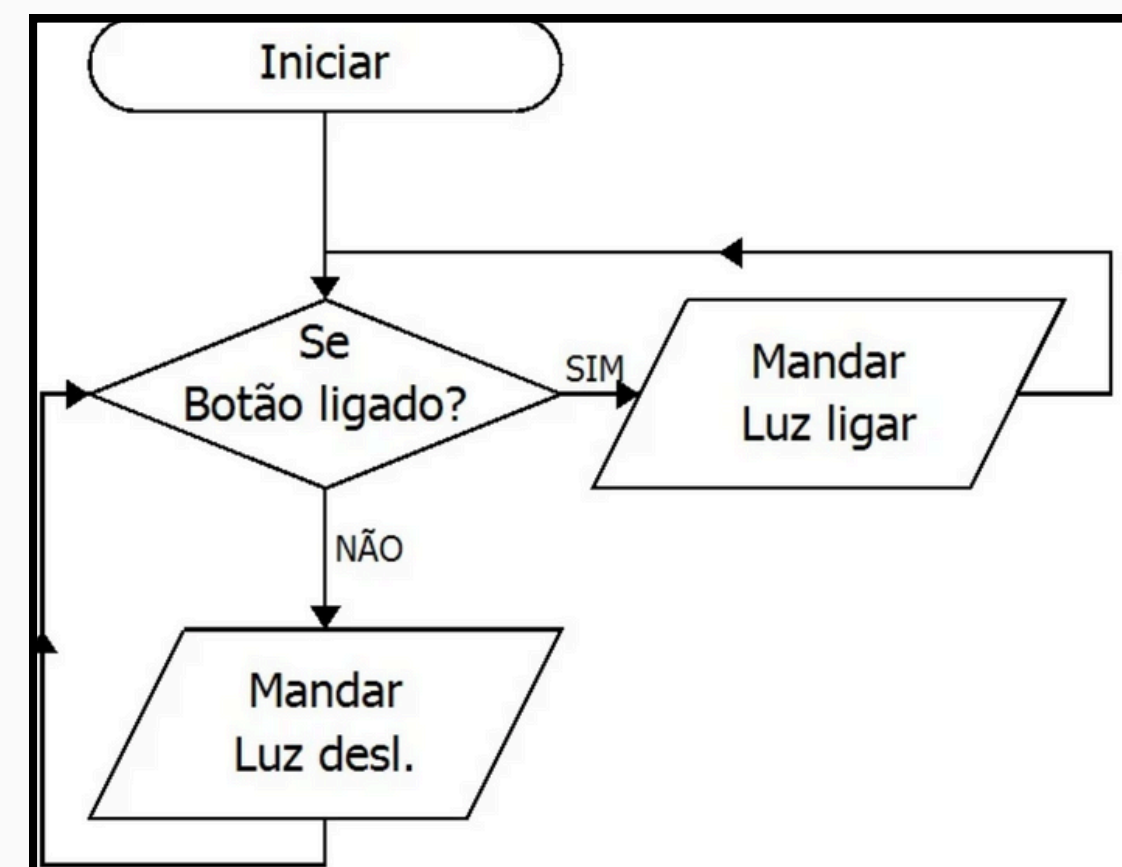 Iniciar
Se
Botão ligado?
SIM
Mandar
Luz ligar
NÃO
Mandar
Luz desl.